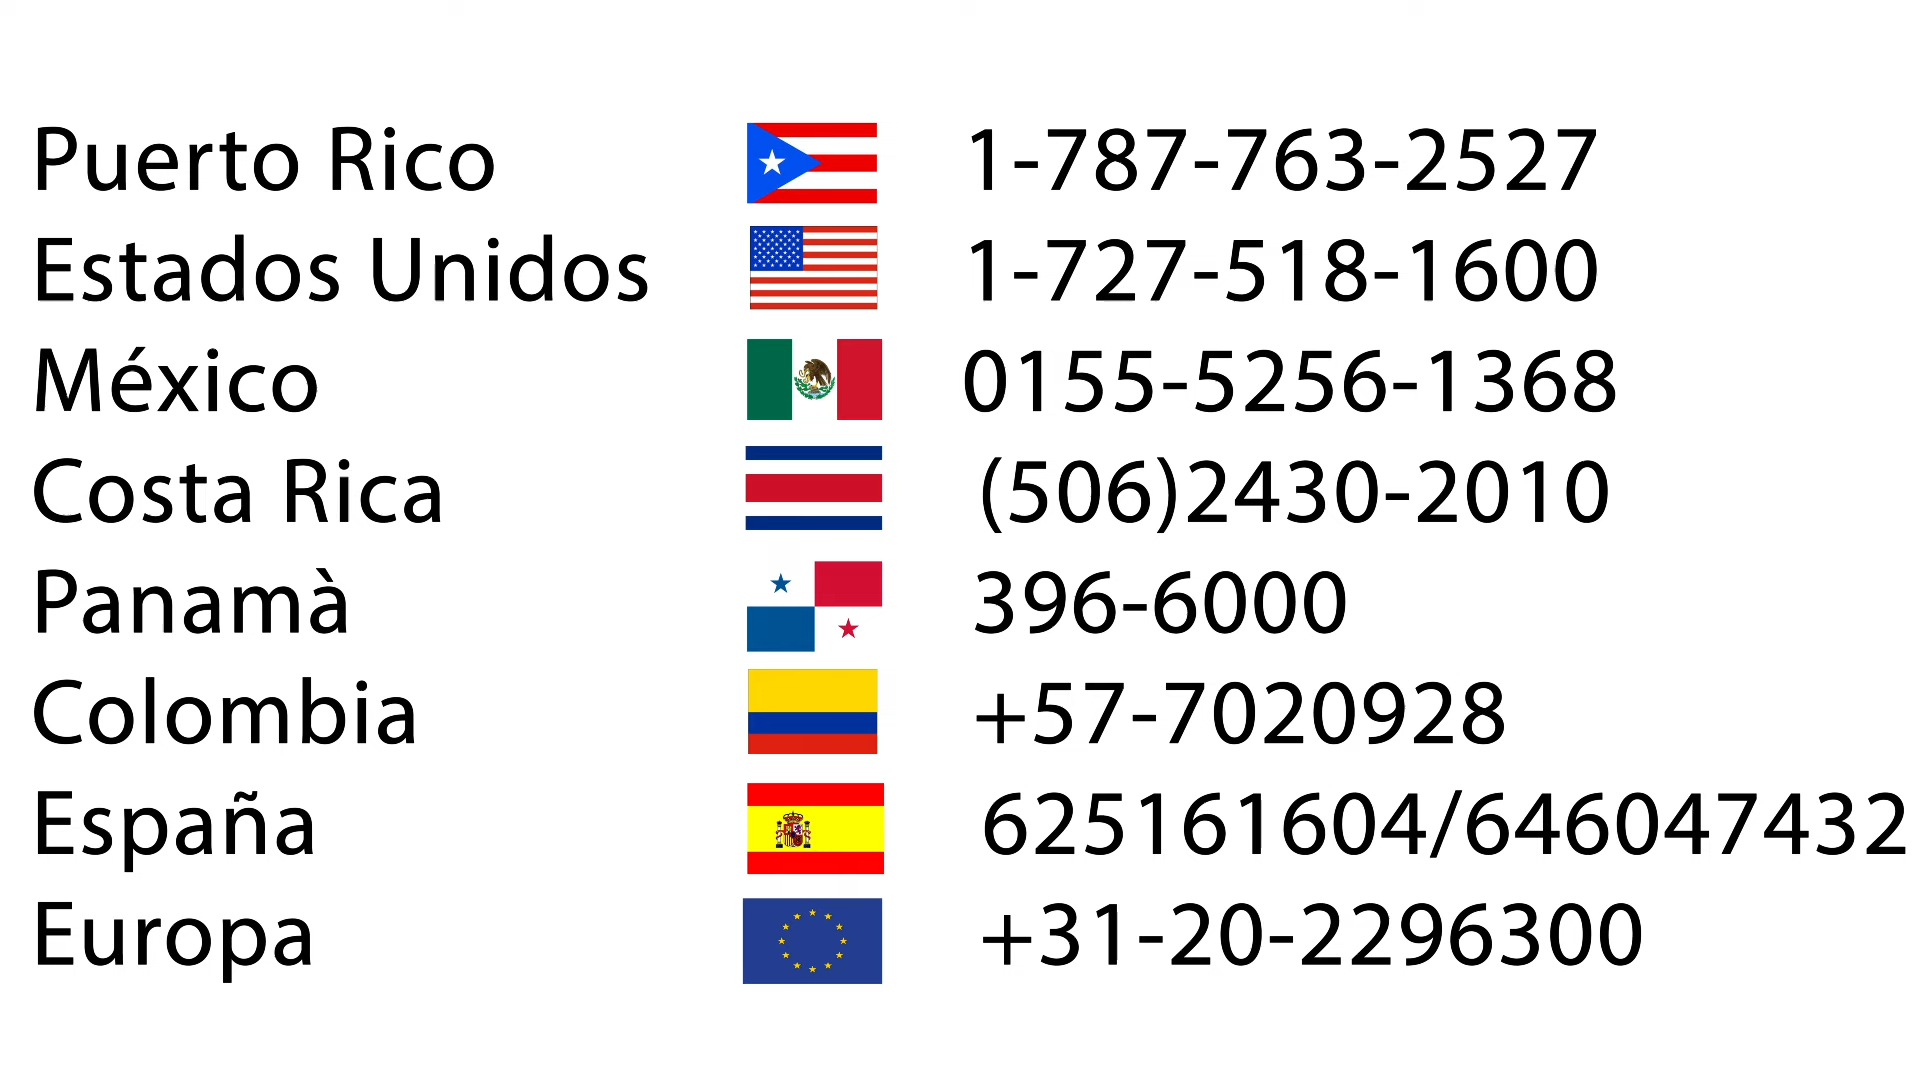 Puerto Rico 1-787-763-2527
Estados Unidos 1-727-518-1600
México 0155-5256-1368
Costa Rica (506)2430-2010
Panamà 396-6000
Colombia +57-7020928
España 625161604/646047432
Europa +31-20-2296300